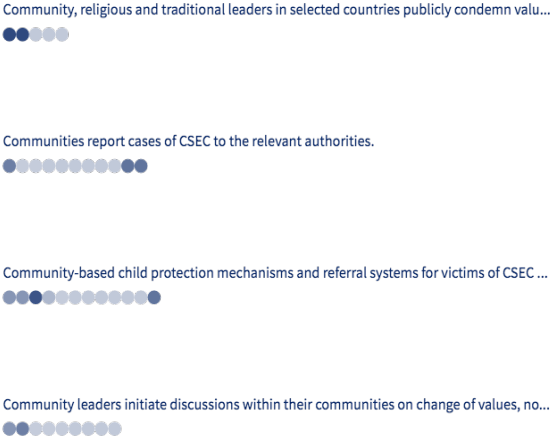 Community, religious and traditional leaders in selected countries publicly condemn valu...
Communities report cases of CSEC to the relevant authorities.
Community-based child protection mechanisms and referral systems for victims of CSEC ...
Community leaders initiate discussions within their communities on change of values, no...